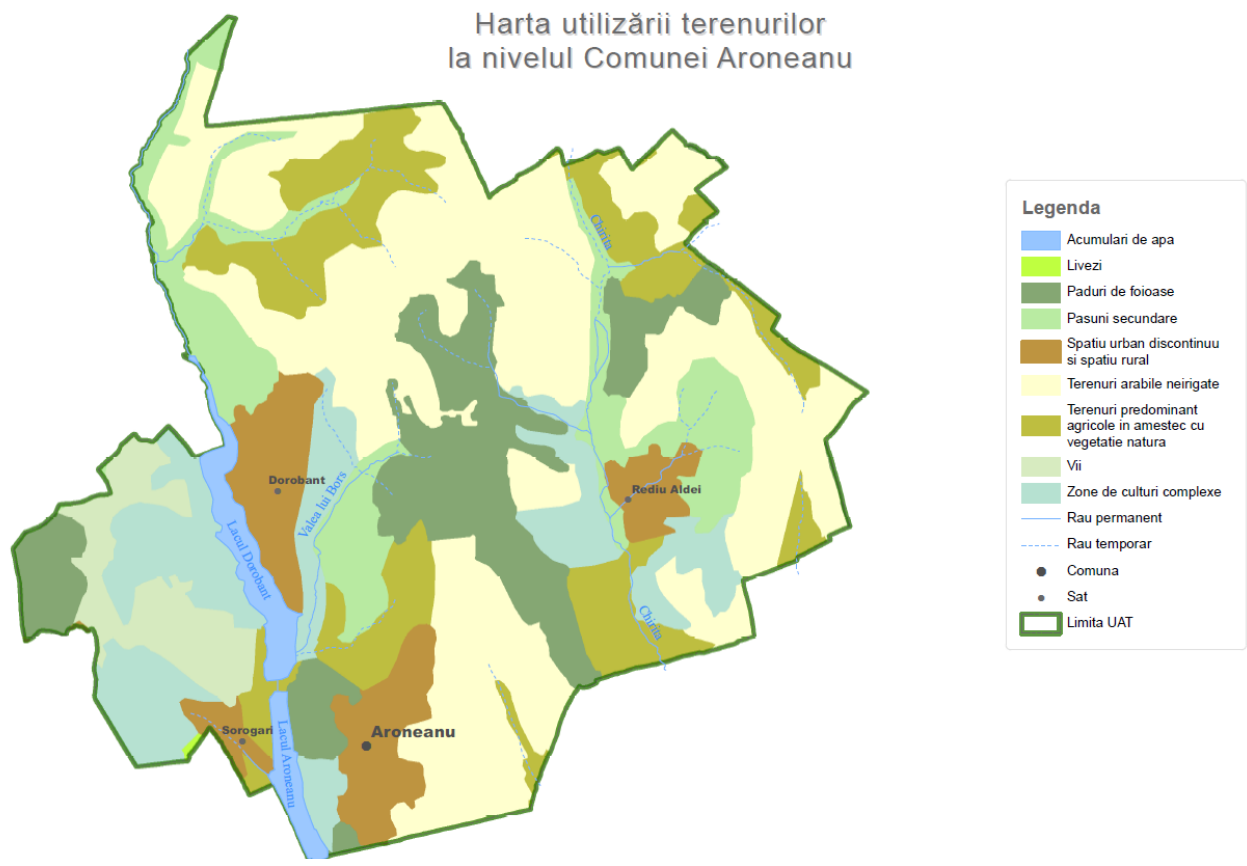 Harta utilizării terenurilor
la nivelul Comunei Aroneanu
Chirita
Dorobant
Valea lui Bors
Rediu Aldei
Lacul Dorobant
Chirita
Sorogari
Aroneanu
Lacul Aroneanu
Legenda
Acumulari de apa
Livezi
Paduri de foioase
Pasuni secundare
Spatiu urban discontinuu
si spatiu rural
Terenuri arabile neirigate
Terenuri predominant
agricole in amestec cu
vegetatie natura
Vii
Zone de culturi complexe
Rau permanent
Rau temporar
Comuna
Sat
Limita UAT